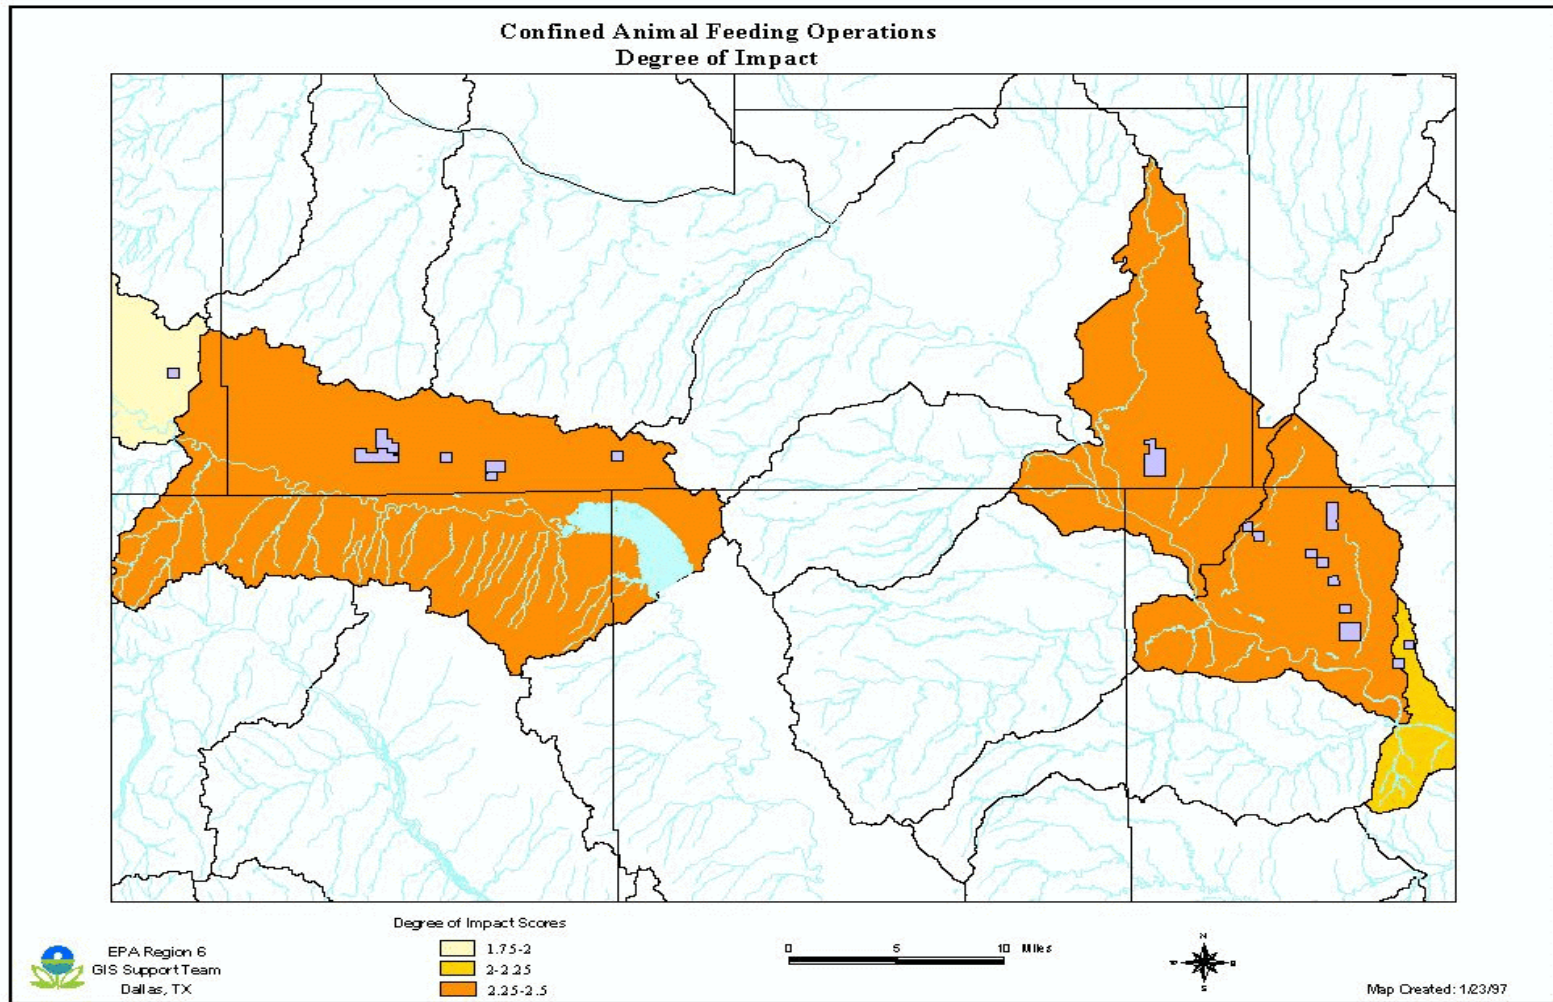 Confined Animal Feeding Operations
Degree of Impact
Degree of Impact Scores
1.75-2
2-2.25
2.25-2.5
EPA Region 6
GIS Support Team
Dallas, TX
0 5 10 Miles
N
S
Map Created: 1/23/97